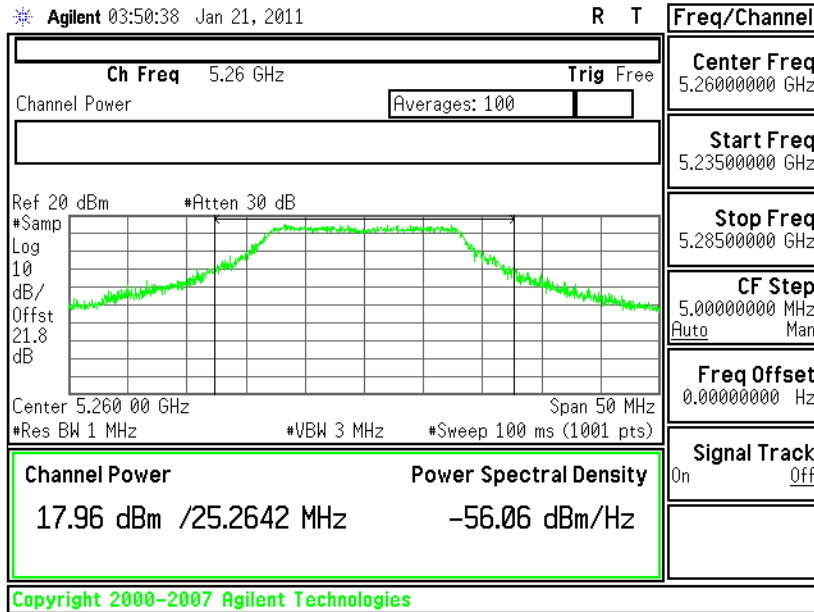 Agilent 03:50:38 Jan 21, 2011 R T
Freq/Channel
Ch Freq 5.26 GHz Trig Free
Channel Power Averages: 100
Center Freq
5.26000000 GHz
Start Freq
5.23500000 GHz
Stop Freq
5.28500000 GHz
CF Step
5.00000000 MHz
Auto Man
Freq Offset
0.00000000 Hz
Signal Track
On Off
Ref 20 dBm #Atten 30 dB
#Samp
Log
10
dB/
Offst
21.8
dB
Center 5.260 00 GHz Span 50 MHz
#Res BW 1 MHz #VBW 3 MHz #Sweep 100 ms (1001 pts)
Channel Power Power Spectral Density
17.96 dBm /25.2642 MHz -56.06 dBm/Hz
Copyright 2000-2007 Agilent Technologies